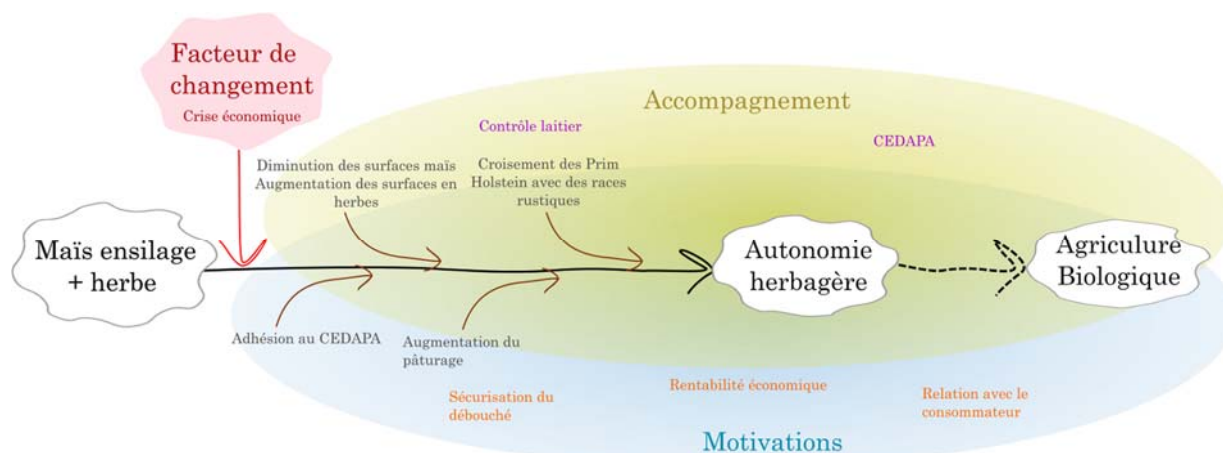 Facteur de
changement
Crise économique
Accompagnement
Contrôle laitier
CEDAPA
Diminution des surfaces maïs
Augmentation des surfaces en
herbes
Croisement des Prim
Holstein avec des races
rustiques
Maïs ensilage
+ herbe
Autonomie
herbagère
Agriculure
Biologique
Adhésion au CEDAPA
Augmentation du
pâturage
Sécurisation du
débouché
Rentabilité économique
Relation avec le
consommateur
Motivations